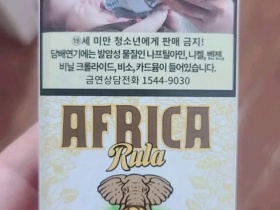 ⑲세 미만 청소년에게 판매 금지!
담배연기에는 발암성 물질인 나프틸아민, 니켈, 벤젠,
비닐 크롤라이드, 비소, 카드뮴이 들어있습니다.
금연상담전화 1544-9030
AFRICA
Rula